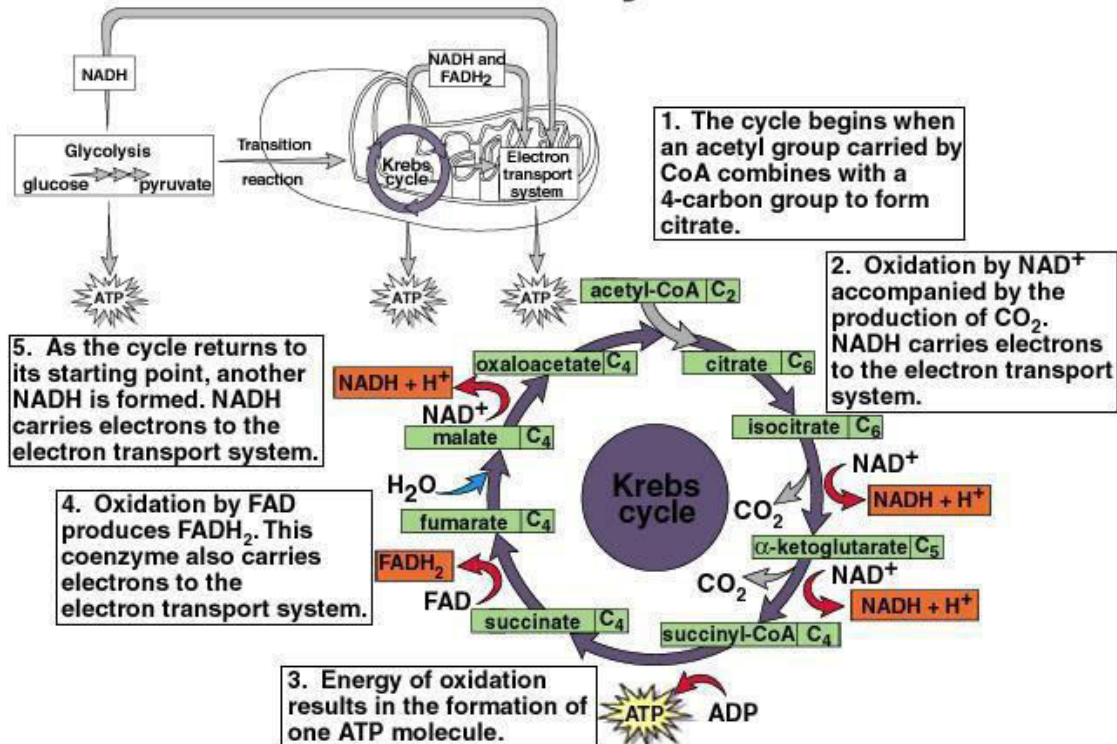 NADH
NADH and
FADH₂
Glycolysis
glucose pyruvate
Transition
reaction
Krebs
cycle
Electron
transport
system
ATP
ATP
ATP
1. The cycle begins when
an acetyl group carried by
CoA combines with a
4-carbon group to form
citrate.
2. Oxidation by NAD⁺
accompanied by the
production of CO₂.
NADH carries electrons
to the electron transport
system.
acetyl-CoA C₂
5. As the cycle returns to
its starting point, another
NADH is formed. NADH
carries electrons to the
electron transport system.
oxaloacetate C₄
citrate C₆
NADH + H⁺
NAD⁺
malate C₄
isocitrate C₆
H₂O
Krebs
cycle
NAD⁺
NADH + H⁺
CO₂
4. Oxidation by FAD
produces FADH₂. This
coenzyme also carries
electrons to the
electron transport system.
fumarate C₄
α-ketoglutarate C₅
FADH₂
FAD
CO₂
NAD⁺
NADH + H⁺
succinate C₄
succinyl-CoA C₄
3. Energy of oxidation
results in the formation of
one ATP molecule.
ATP
ADP